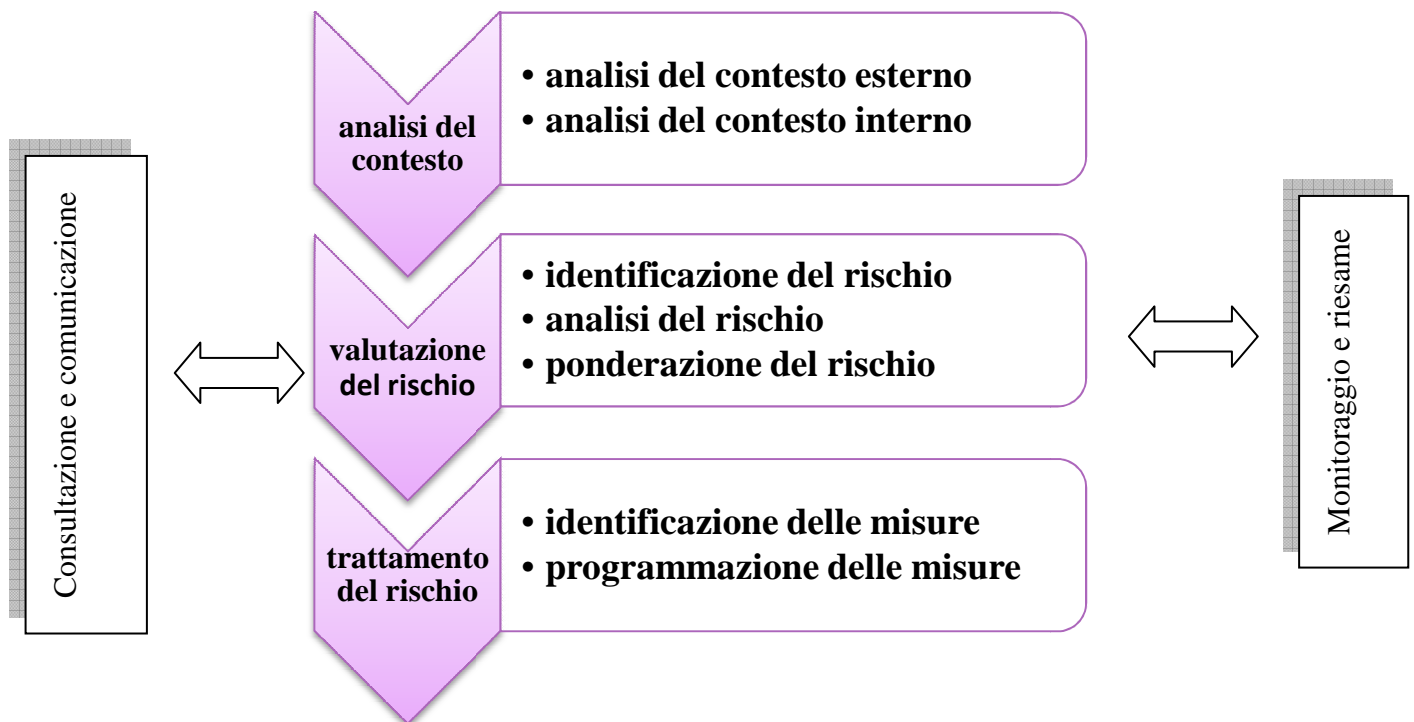 Consultazione e comunicazione
analisi del
contesto
• analisi del contesto esterno
• analisi del contesto interno
valutazione
del rischio
• identificazione del rischio
• analisi del rischio
• ponderazione del rischio
trattamento
del rischio
• identificazione delle misure
• programmazione delle misure
Monitoraggio e riesame